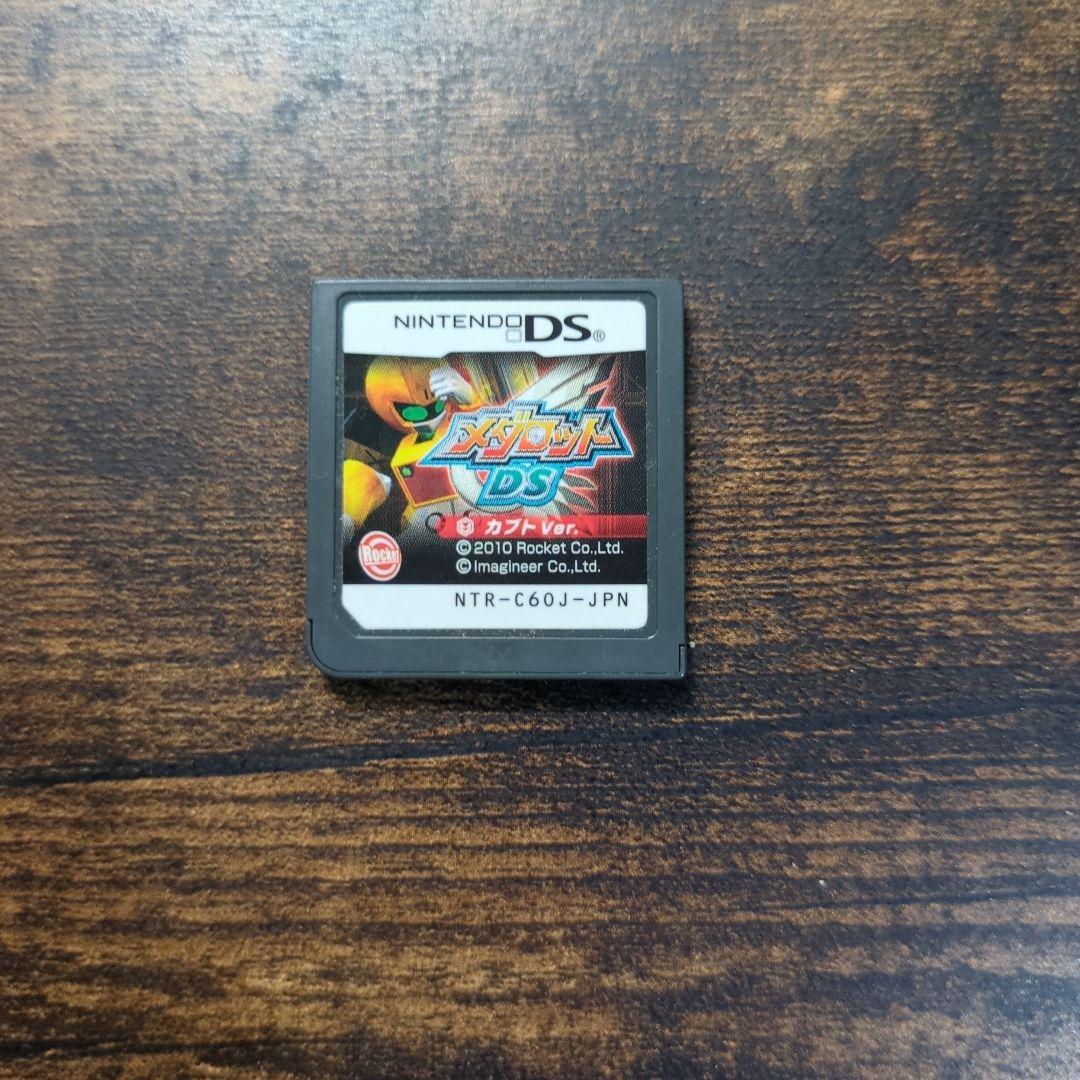 NINTENDO DS®
メダロット
DS
カブトVer.
Rocket
©2010 Rocket Co.,Ltd.
©Imagineer Co.,Ltd.
NTR-C60J-JPN